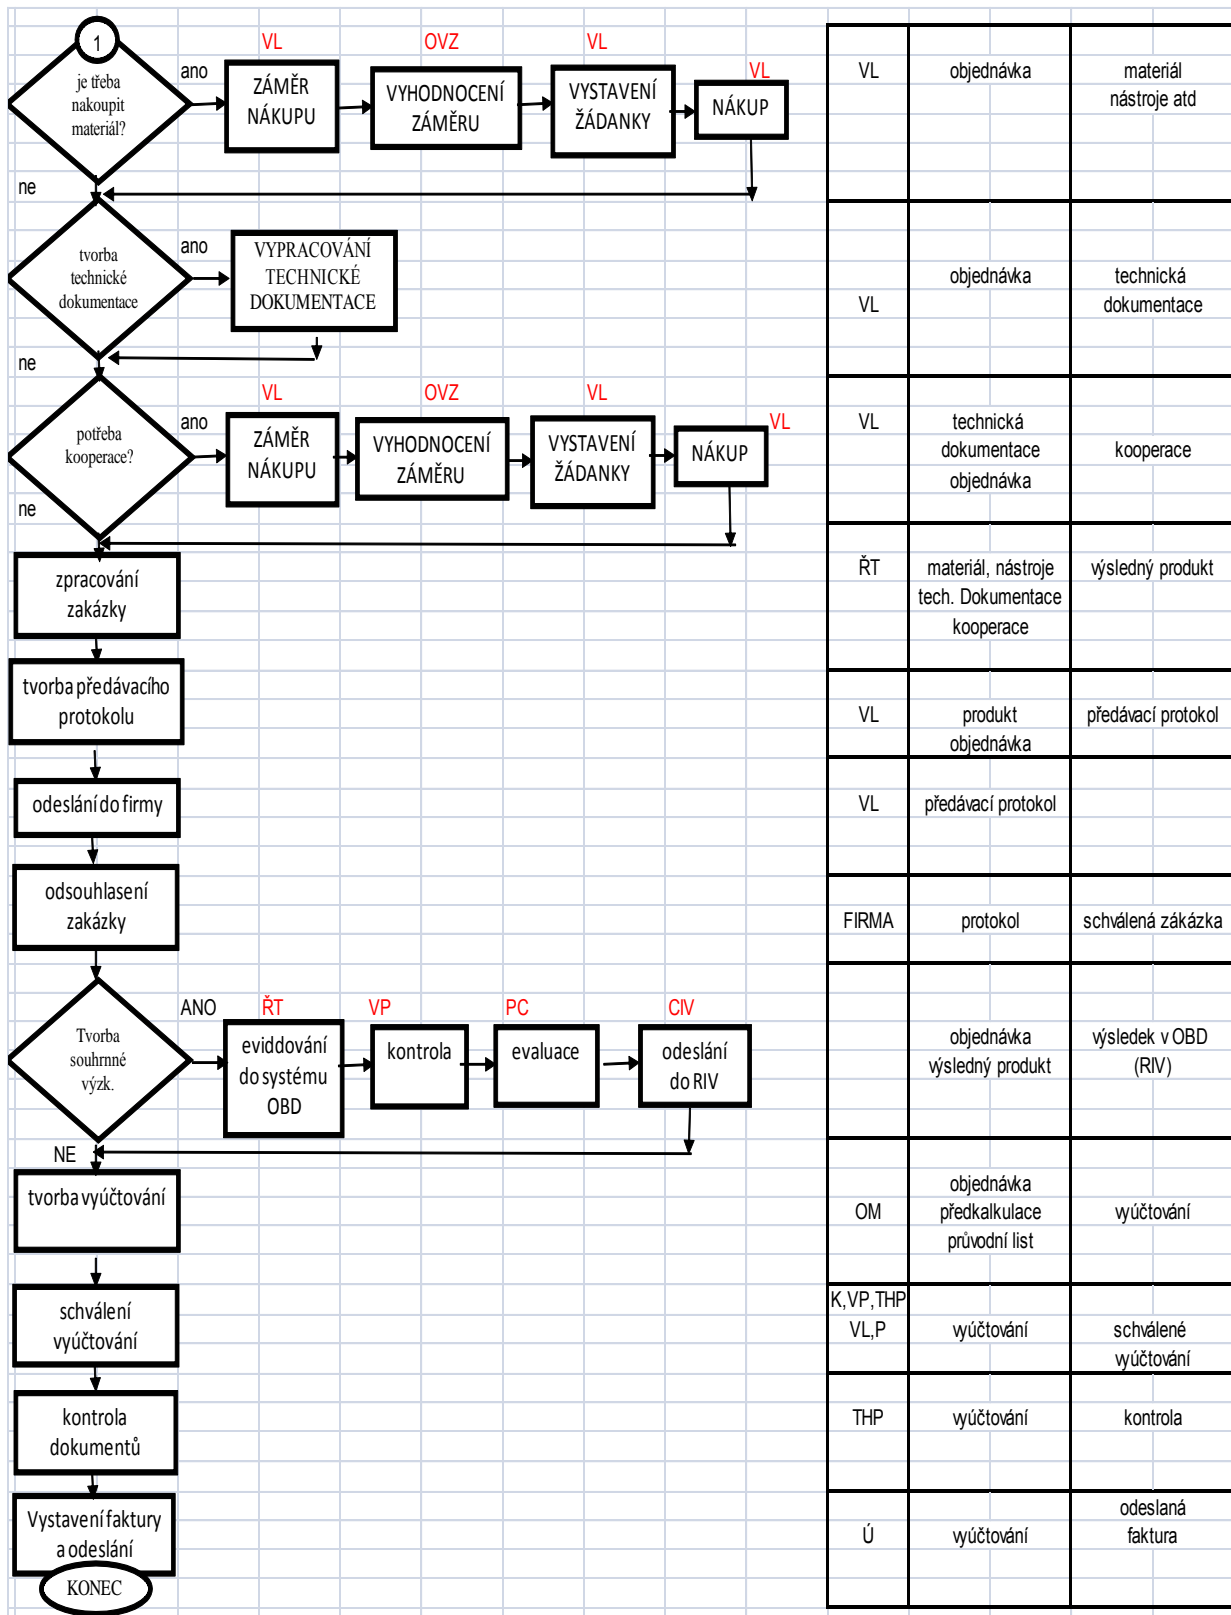 1
je třeba
nakoupit
materiál?
ano
VL
ZÁMĚR
NÁKUPU
OVZ
VYHODNOCENÍ
ZÁMĚRU
VL
VYSTAVENÍ
ŽÁDANKY
VL
NÁKUP
VL
objednávka
materiál
nástroje atd
ne
tvorba
technické
dokumentace
ano
VYPRACOVÁNÍ
TECHNICKÉ
DOKUMENTACE
VL
objednávka
technická
dokumentace
ne
potřeba
kooperace?
ano
VL
ZÁMĚR
NÁKUPU
OVZ
VYHODNOCENÍ
ZÁMĚRU
VL
VYSTAVENÍ
ŽÁDANKY
VL
NÁKUP
VL
technická
dokumentace
objednávka
kooperace
ne
zpracování
zakázky
ŘT
materiál, nástroje
tech. Dokumentace
kooperace
výsledný produkt
tvorba předávacího
protokolu
VL
produkt
objednávka
předávací protokol
odeslání do firmy
VL
předávací protokol
odsouhlasení
zakázky
FIRMA
protokol
schválená zákázka
Tvorba
souhrnné
výzk.
ANO
ŘT
eviddování
do systému
OBD
VP
kontrola
PC
evaluace
CIV
odeslání
do RIV
objednávka
výsledný produkt
výsledek v OBD
(RIV)
NE
tvorba vyúčtování
OM
objednávka
předkalkulace
průvodní list
vyúčtování
schválení
vyúčtování
K,VP,THP
VL,P
vyúčtování
schválené
vyúčtování
kontrola
dokumentů
THP
vyúčtování
kontrola
Vystavení faktury
a odeslání
Ú
vyúčtování
odeslaná
faktura
KONEC